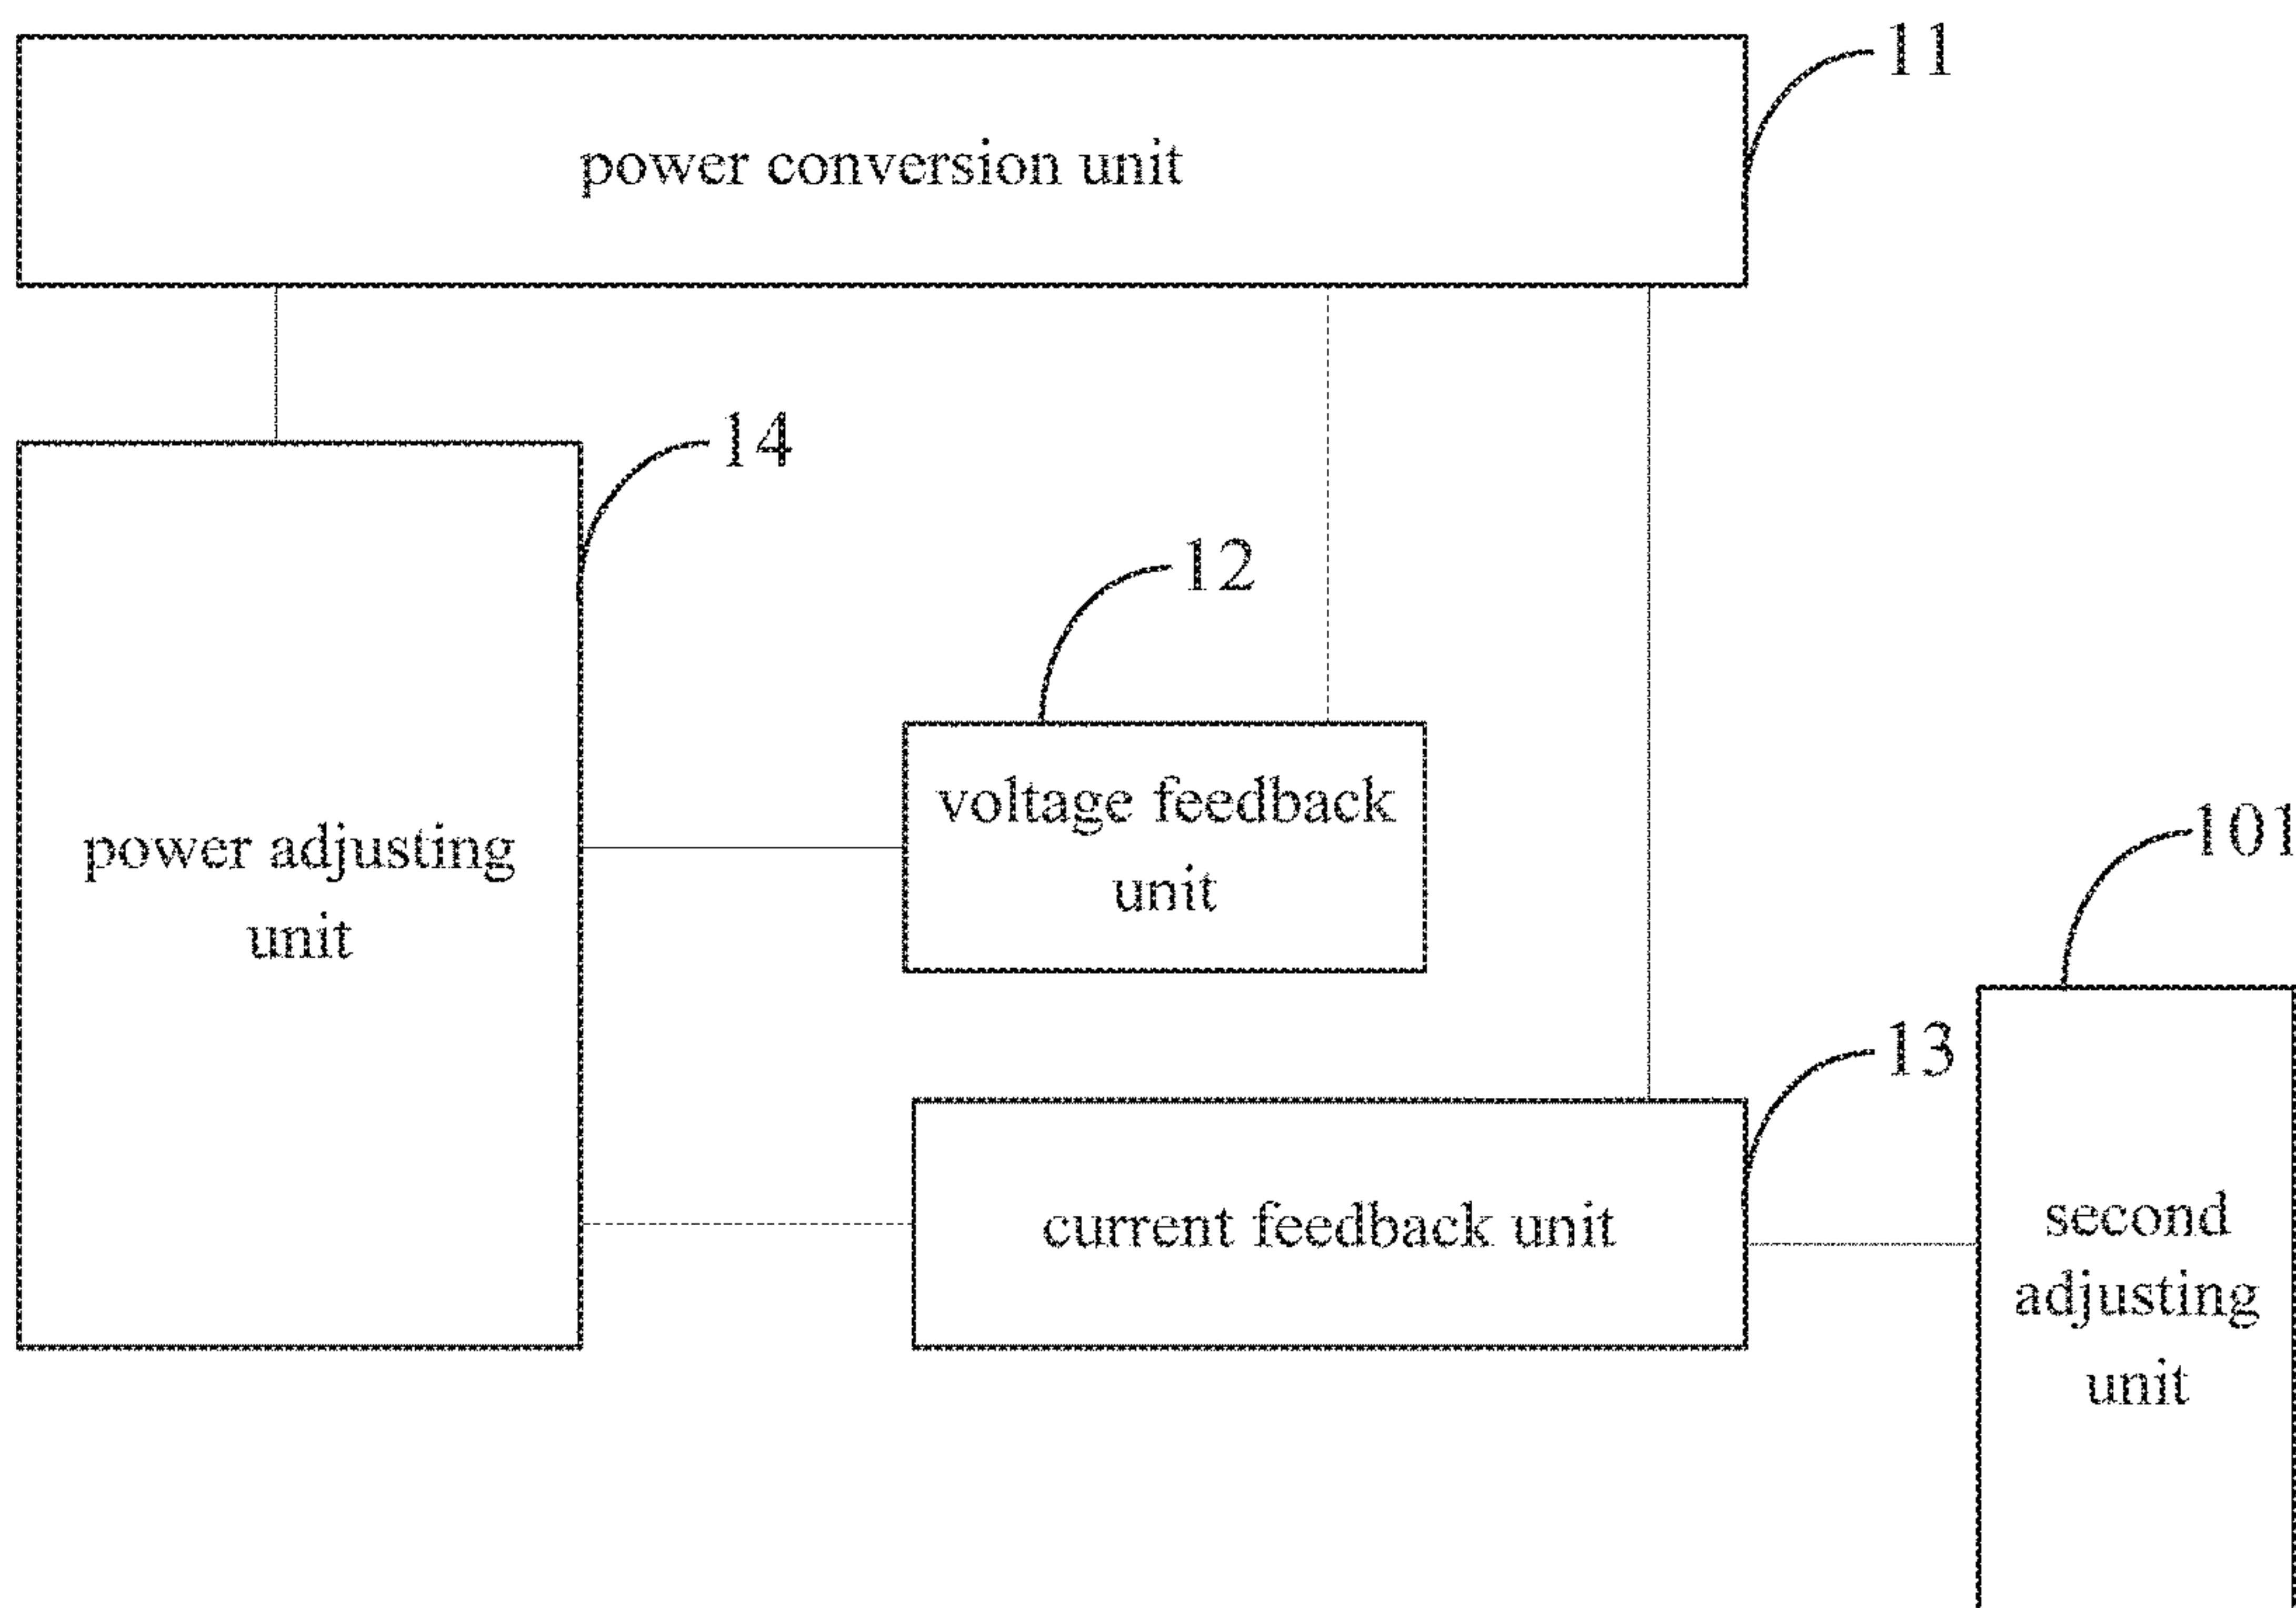 11
power conversion unit
14
12
voltage feedback
unit
power adjusting
unit
101
13
current feedback unit
second
adjusting
unit